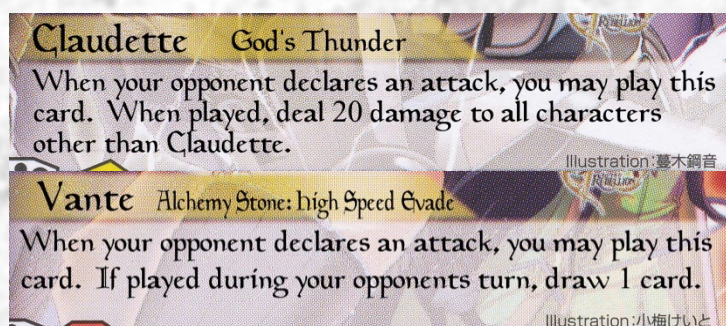 Claudette God's Thunder
When your opponent declares an attack, you may play this
card. When played, deal 20 damage to all characters
other than Claudette.
Illustration:蔓木鋼音
Vante Alchemy Stone: High Speed Evade
When your opponent declares an attack, you may play this
card. If played during your opponents turn, draw 1 card.
Illustration:小梅けいと